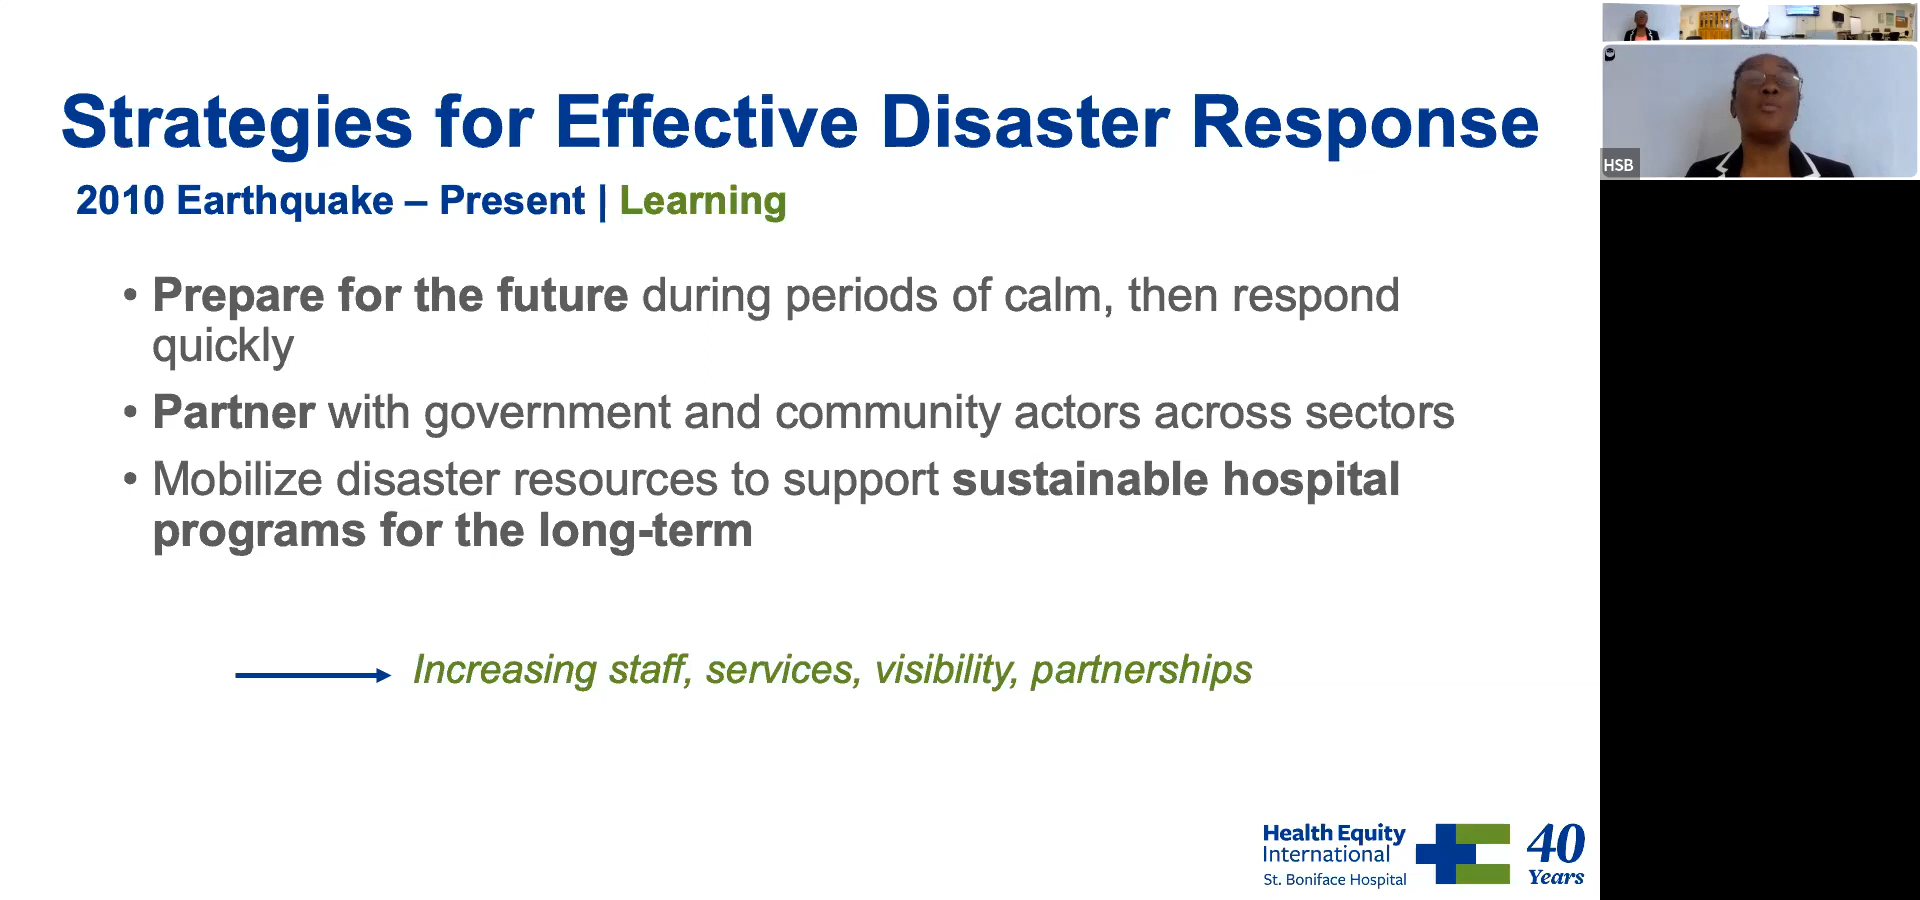 Strategies for Effective Disaster Response
2010 Earthquake – Present | Learning
• Prepare for the future during periods of calm, then respond
quickly
• Partner with government and community actors across sectors
• Mobilize disaster resources to support sustainable hospital
programs for the long-term
Increasing staff, services, visibility, partnerships
Health Equity
International
St. Boniface Hospital
40
Years
HSB